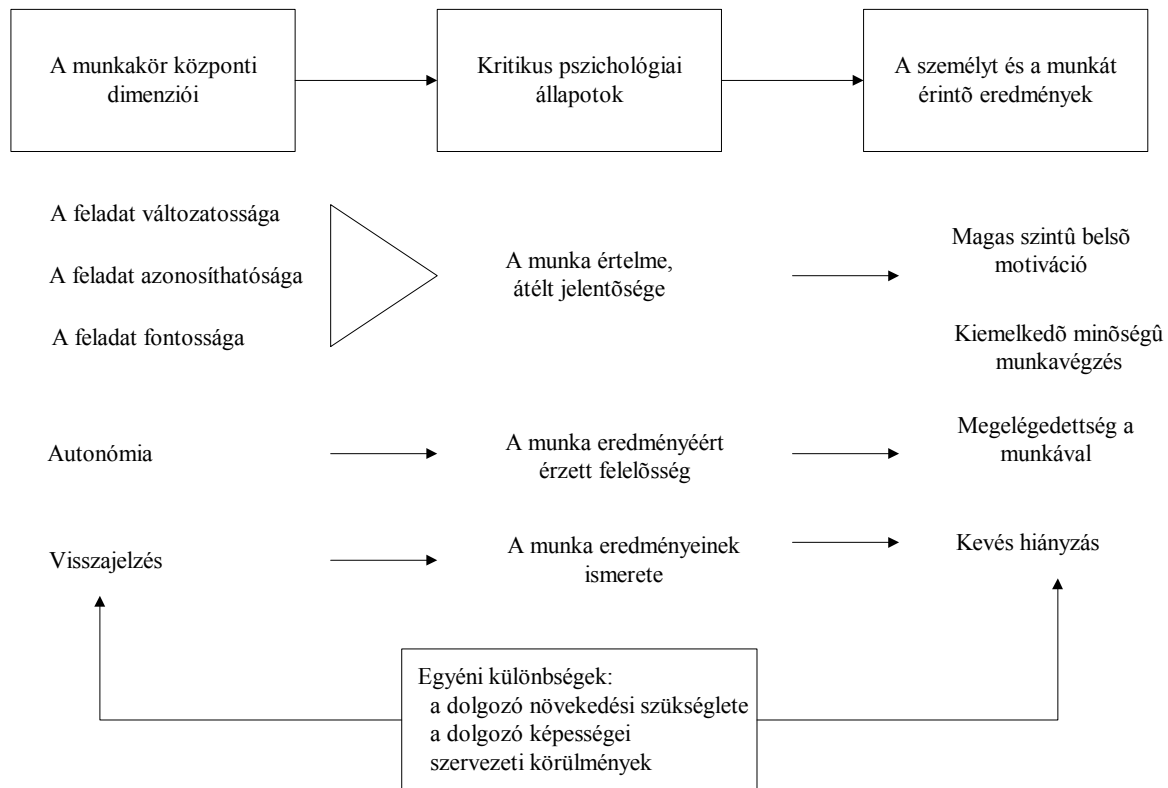 A munkakör központi
dimenziói
Kritikus pszichológiai
állapotok
A személyt és a munkát
érintõ eredmények
A feladat változatossága
A feladat azonosíthatósága
A feladat fontossága
A munka értelme,
átélt jelentõsége
Magas szintû belsõ
motiváció
Kiemelkedõ minõségû
munkavégzés
Autonómia
A munka eredményéért
érzett felelõsség
Megelégedettség a
munkával
Visszajelzés
A munka eredményeinek
ismerete
Kevés hiányzás
Egyéni különbségek:
a dolgozó növekedési szükséglete
a dolgozó képességei
szervezeti körülmények